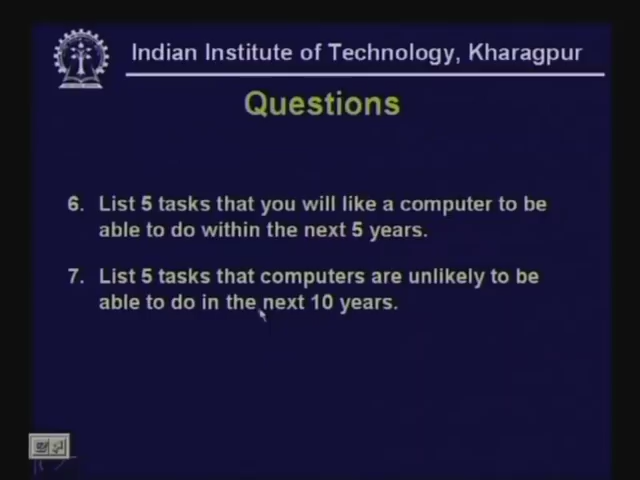 Indian Institute of Technology, Kharagpur
Questions
6. List 5 tasks that you will like a computer to be
able to do within the next 5 years.
7. List 5 tasks that computers are unlikely to be
able to do in the next 10 years.